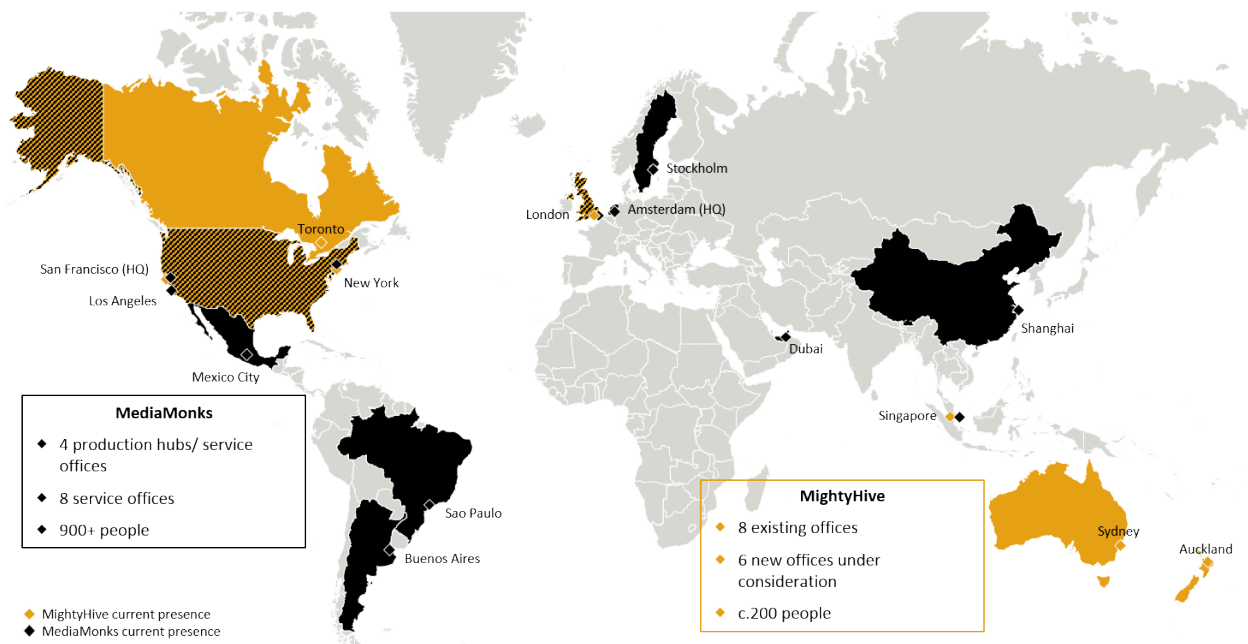 Stockholm
London
Amsterdam (HQ)
Toronto
San Francisco (HQ)
New York
Los Angeles
Shanghai
Dubai
Mexico City
Singapore
MediaMonks
4 production hubs/ service
offices
8 service offices
900+ people
Sao Paulo
Buenos Aires
MightyHive
8 existing offices
6 new offices under
consideration
c.200 people
Sydney
Auckland
MightyHive current presence
MediaMonks current presence